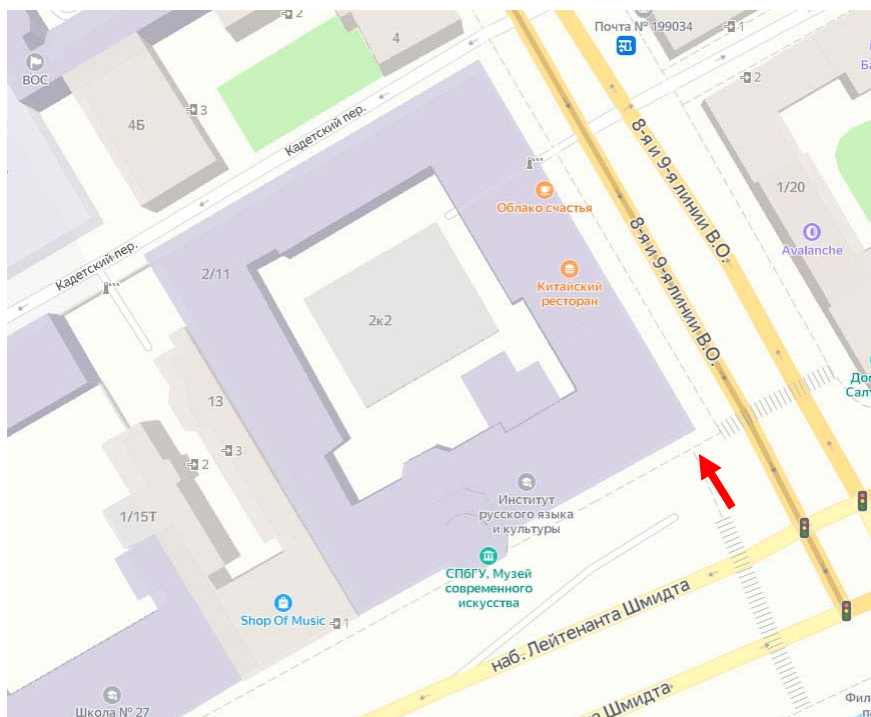 2
4
Почта № 199034
1
ВОС
2
3
4Б
Кадетский пер.
8-я и 9-я линии В.О.
1/20
Облако счастья
Avalanche
8-я и 9-я линии В.О.
Кадетский пер.
2/11
Китайский
ресторан
2к2
13
3
2
Институт
русского языка
и культуры
1/15Т
СПбГУ, Музей
современного
искусства
Shop Of Music
1
наб. Лейтенанта Шмидта
Школа № 27
Шмидта